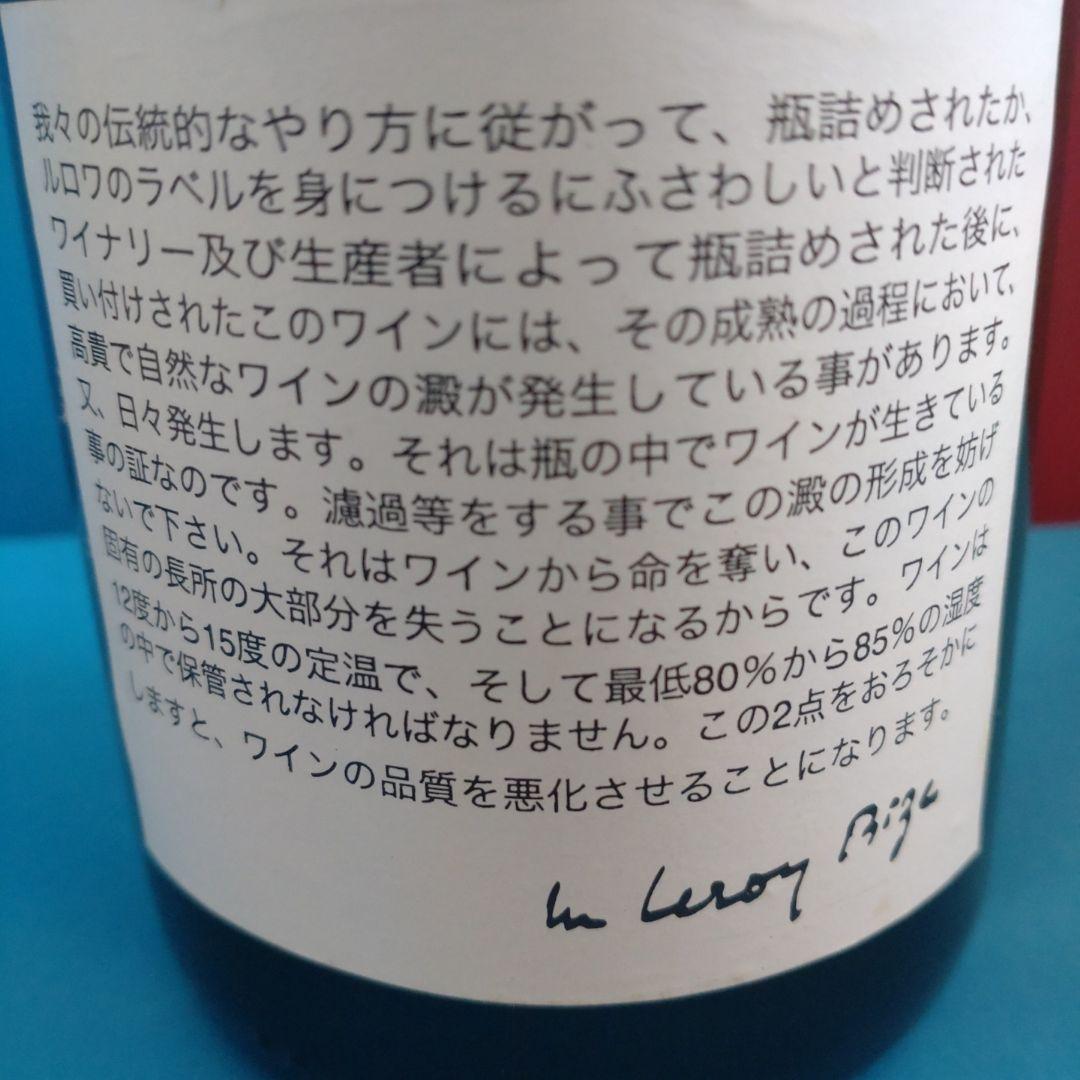 我々の伝統的なやり方に従がって、瓶詰めされたか、
ルロワのラベルを身につけるにふさわしいと判断された
ワイナリー及び生産者によって瓶詰めされた後に、
買い付けされたこのワインには、その成熟の過程において、
高貴で自然なワインの澱が発生している事があります。
又、日々発生します。それは瓶の中でワインが生きている
事の証なのです。濾過等をする事でこの澱の形成を妨げ
ないで下さい。それはワインから命を奪い、このワインの
固有の長所の大部分を失うことになるからです。ワインは
12度から15度の定温で、そして最低80%から85%の湿度
の中で保管されなければなりません。この2点をおろそかに
しますと、ワインの品質を悪化させることになります。
Leroy Bize